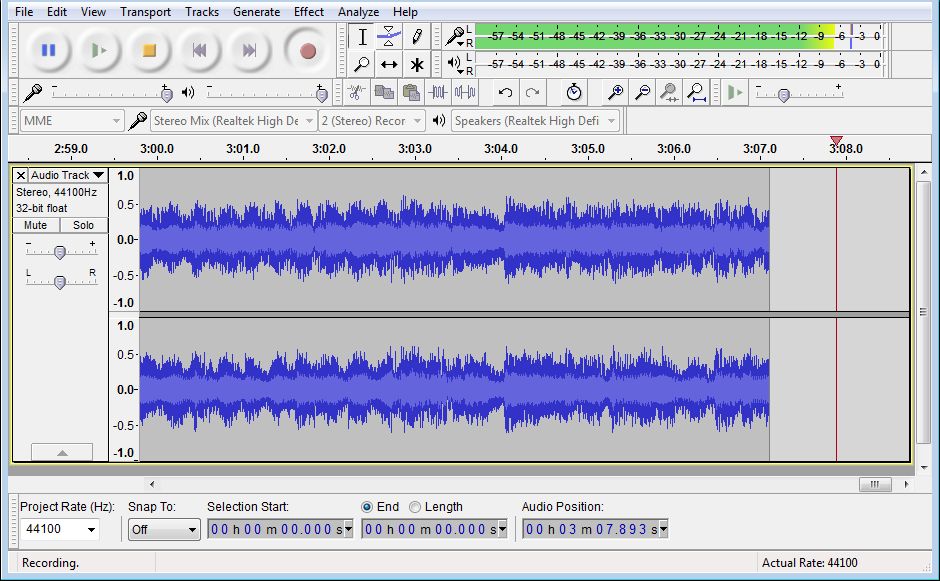 File Edit View Transport Tracks Generate Effect Analyze Help
L
R
-57 -54 -51 -48 -45 -42 -39 -36 -33 -30 -27 -24 -21 -18 -15 -12 -9 -6 -3 0
L
R
-57 -54 -51 -48 -45 -42 -39 -36 -33 -30 -27 -24 -21 -18 -15 -12 -9 -6 -3 0
- + - + - +
MME Stereo Mix (Realtek High De 2 (Stereo) Recor Speakers (Realtek High Defi
2:59.0 3:00.0 3:01.0 3:02.0 3:03.0 3:04.0 3:05.0 3:06.0 3:07.0 3:08.0
Audio Track
Stereo, 44100Hz
32-bit float
Mute Solo
- +
L R
1.0
0.5-
0.0-
-0.5-
-1.0
1.0
0.5-
0.0-
-0.5-
-1.0
Project Rate (Hz): Snap To: Selection Start: End Length Audio Position:
44100 Off 00 h 00 m 00.000 s 00 h 00 m 00.000 s 00 h 03 m 07.893 s
Recording. Actual Rate: 44100